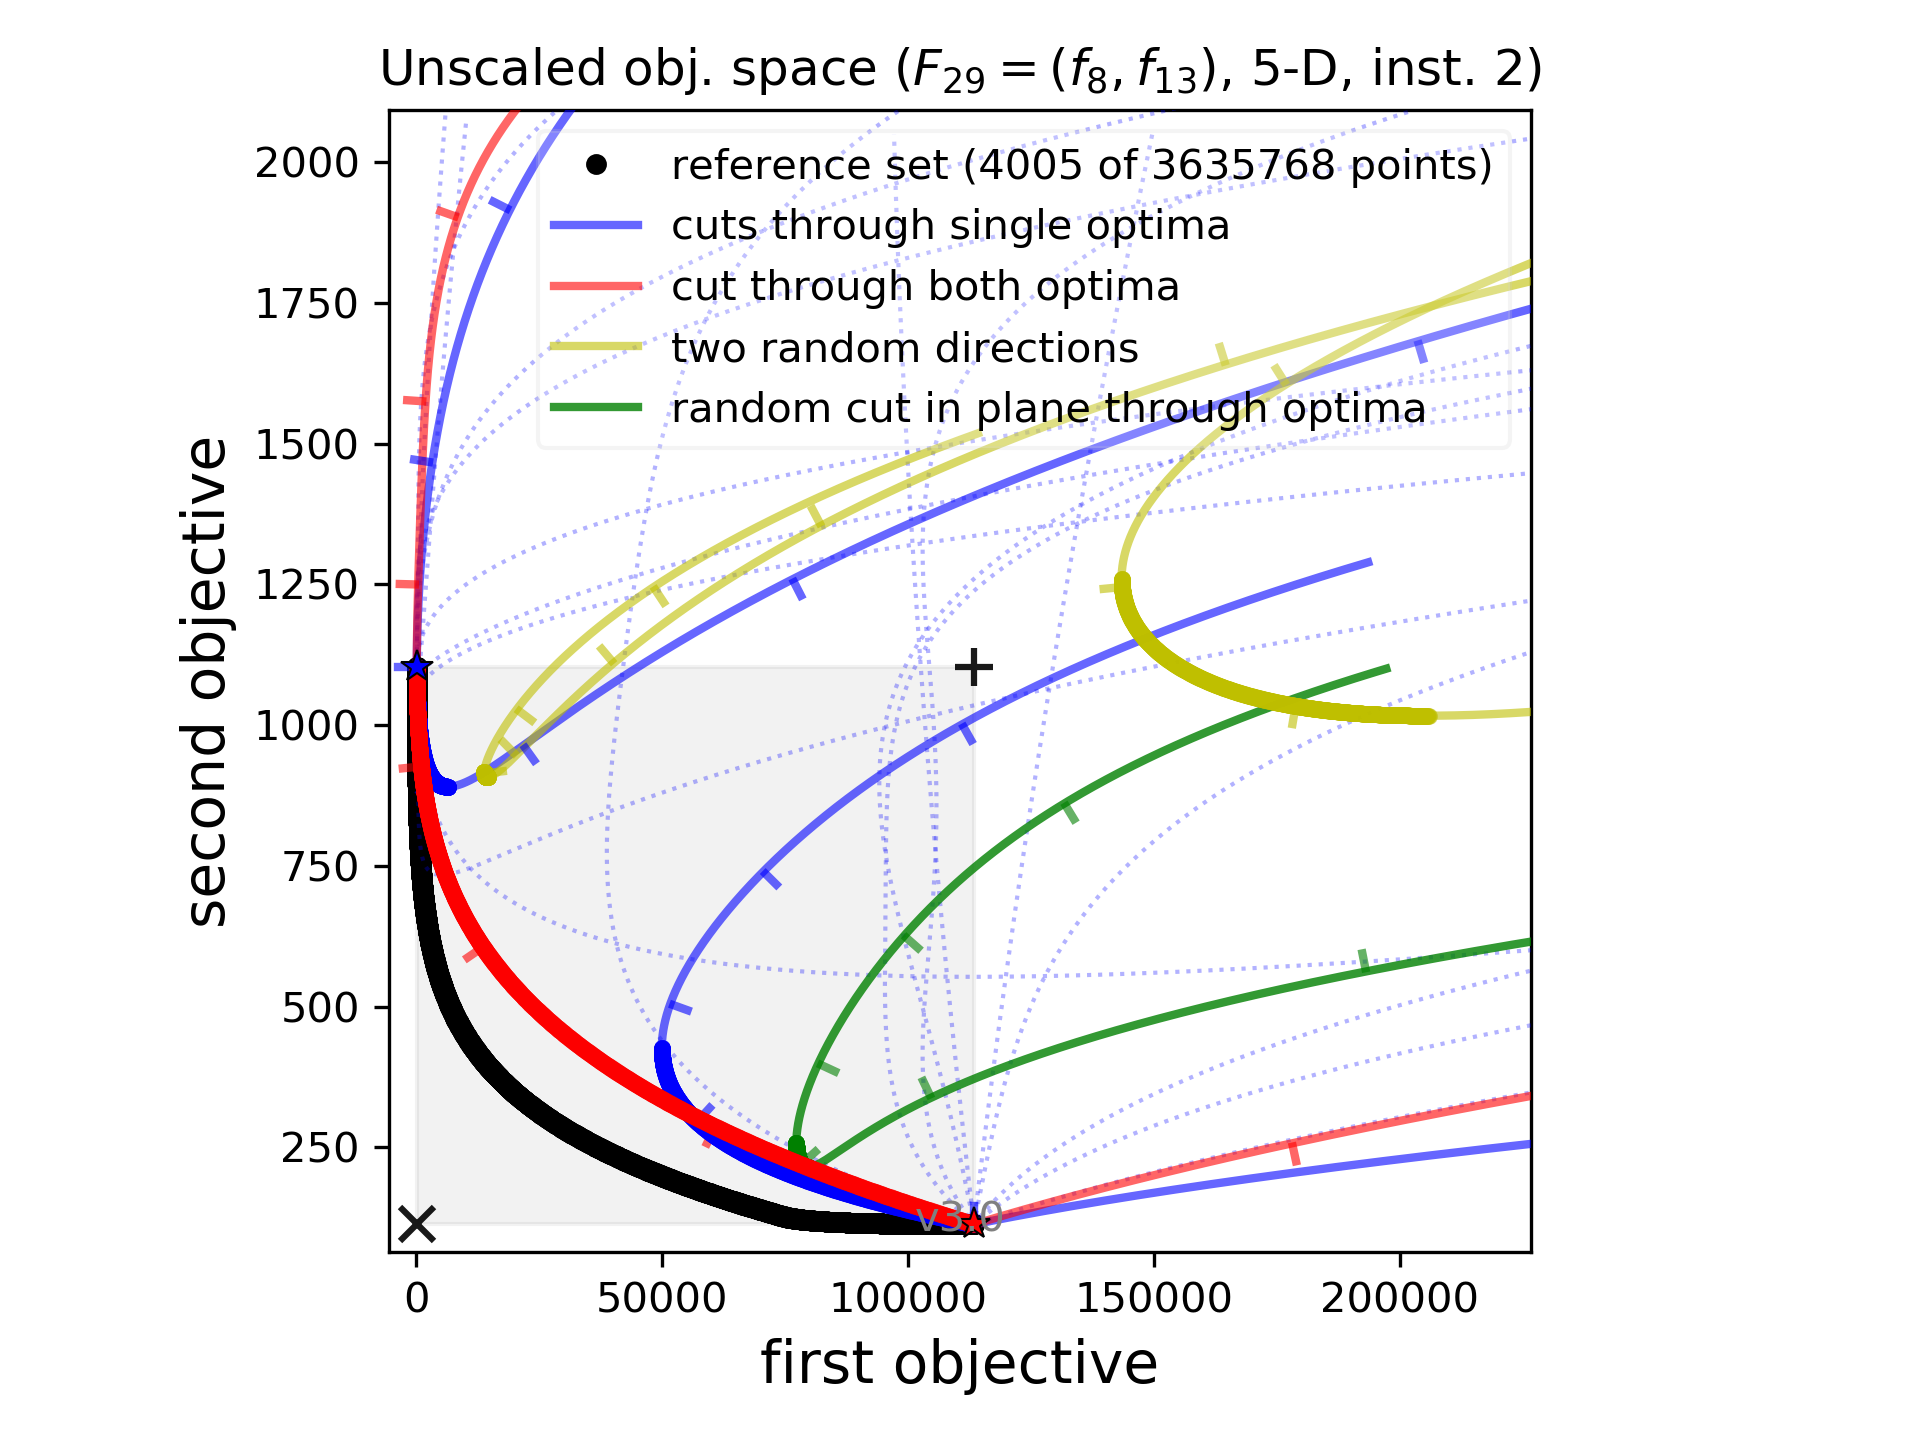 Unscaled obj. space (F₂₉ = (f₈, f₁₃), 5-D, inst. 2)
reference set (4005 of 3635768 points)
cuts through single optima
cut through both optima
two random directions
random cut in plane through optima
second objective
2000
1750
1500
1250
1000
750
500
250
v3.0
0
50000
100000
150000
200000
first objective